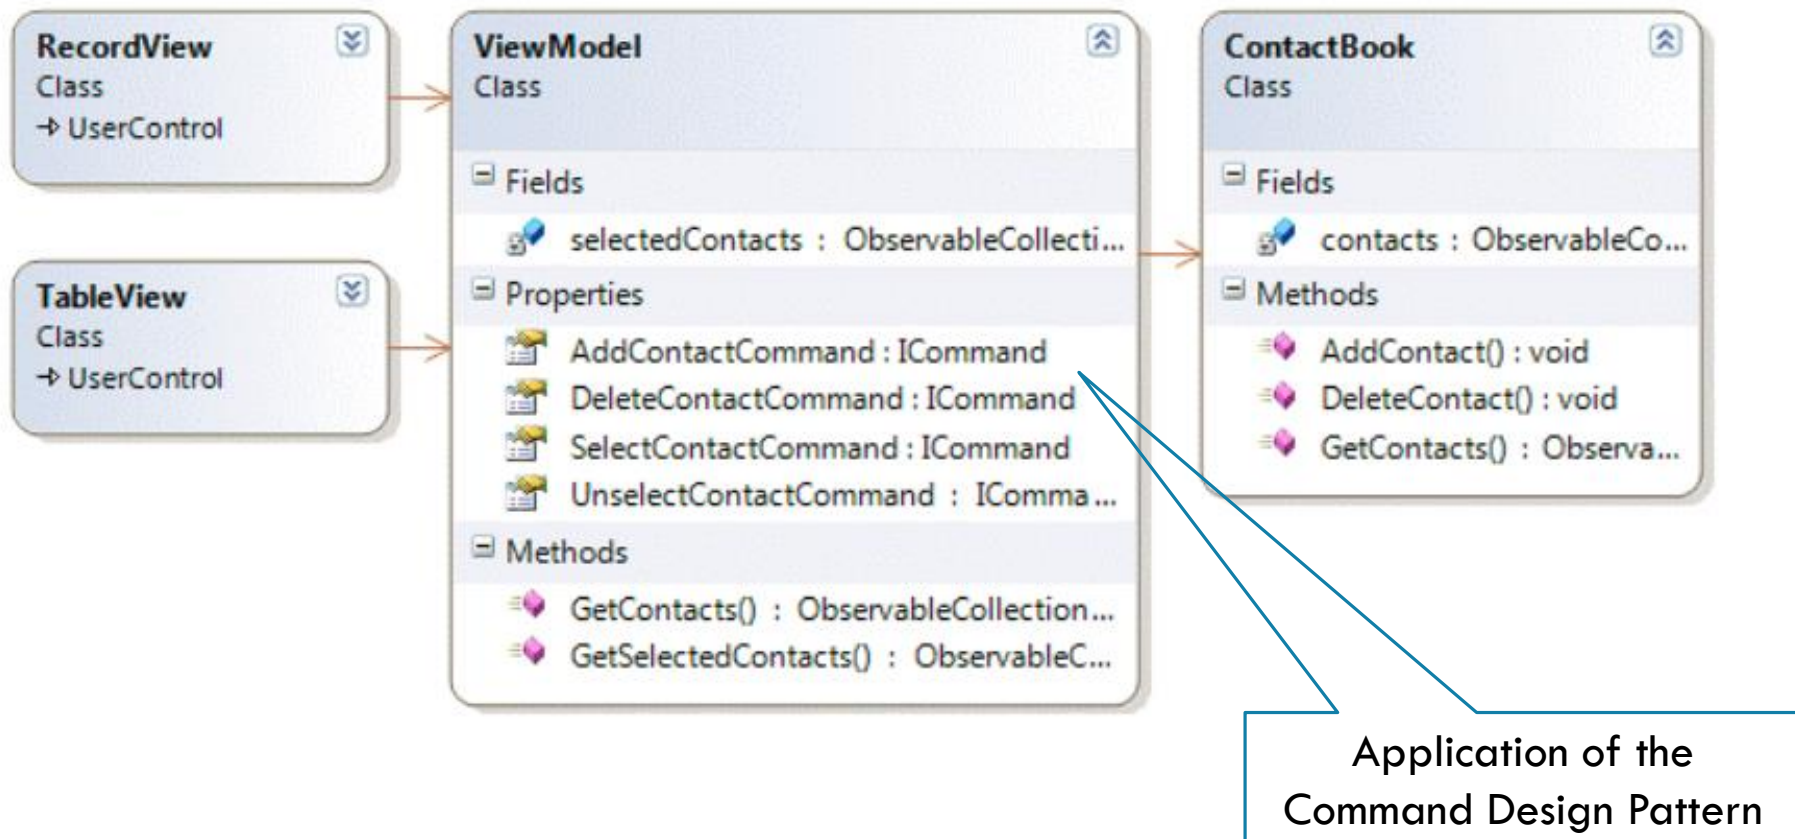 RecordView
Class
UserControl
TableView
Class
UserControl
ViewModel
Class
Fields
selectedContacts : ObservableCollecti...
Properties
AddContactCommand : ICommand
DeleteContactCommand : ICommand
SelectContactCommand : ICommand
UnselectContactCommand : IComma...
Methods
GetContacts() : ObservableCollection...
GetSelectedContacts() : ObservableC...
ContactBook
Class
Fields
contacts : ObservableCo...
Methods
AddContact() : void
DeleteContact() : void
GetContacts() : Observa...
Application of the
Command Design Pattern